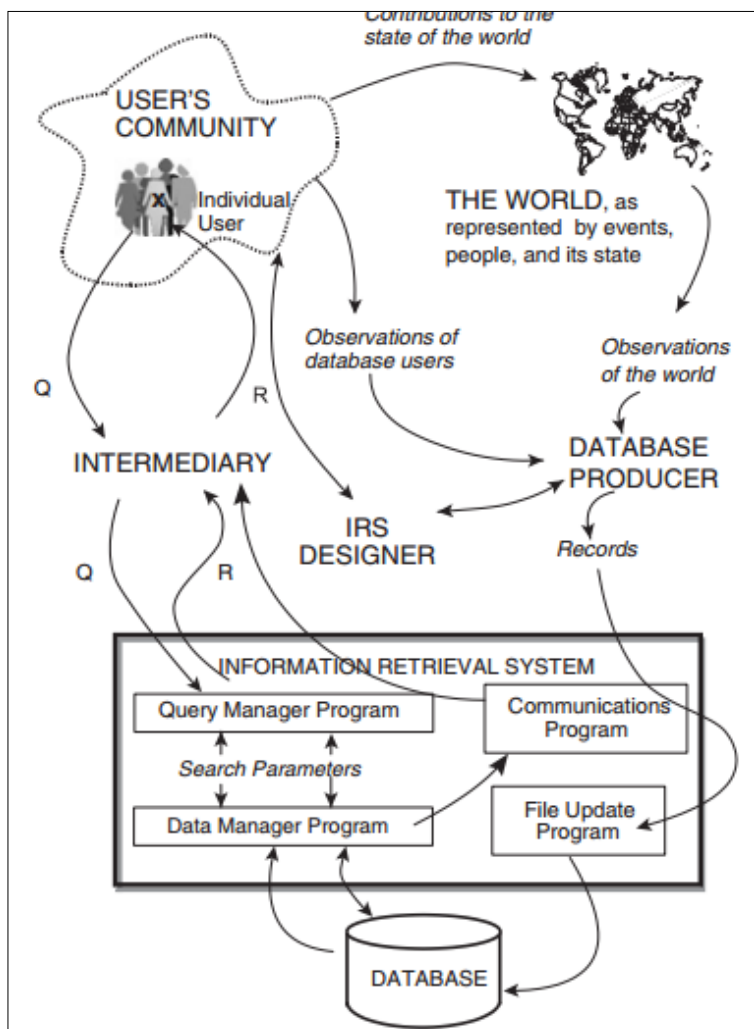 Contributions to the
state of the world
USER'S
COMMUNITY
X
Individual
User
THE WORLD, as
represented by events,
people, and its state
Observations of
database users
Observations
of the world
Q
R
INTERMEDIARY
DATABASE
PRODUCER
IRS
DESIGNER
Records
Q
R
INFORMATION RETRIEVAL SYSTEM
Query Manager Program
Communications
Program
Search Parameters
Data Manager Program
File Update
Program
DATABASE